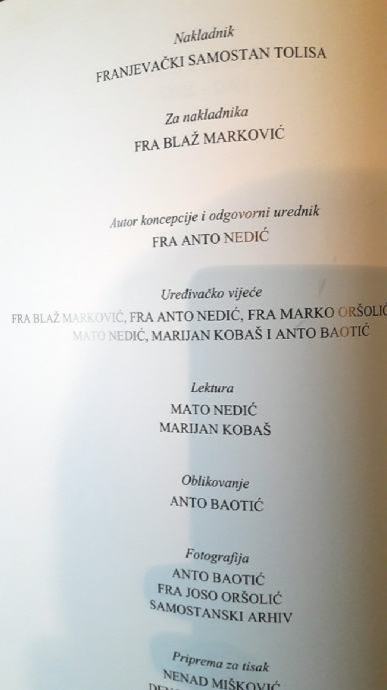 Nakladnik
FRANJEVAČKI SAMOSTAN TOLISA
Za nakladnika
FRA BLAŽ MARKOVIĆ
Autor koncepcije i odgovorni urednik
FRA ANTO NEDIĆ
Uređivačko vijeće
FRA BLAŽ MARKOVIĆ, FRA ANTO NEDIĆ, FRA MARKO ORŠOLIĆ
MATO NEDIĆ, MARIJAN KOBAŠ I ANTO BAOTIĆ
Lektura
MATO NEDIĆ
MARIJAN KOBAŠ
Oblikovanje
ANTO BAOTIĆ
Fotografija
ANTO BAOTIĆ
FRA JOSO ORŠOLIĆ
SAMOSTANSKI ARHIV
Priprema za tisak
NENAD MIŠKOVIĆ